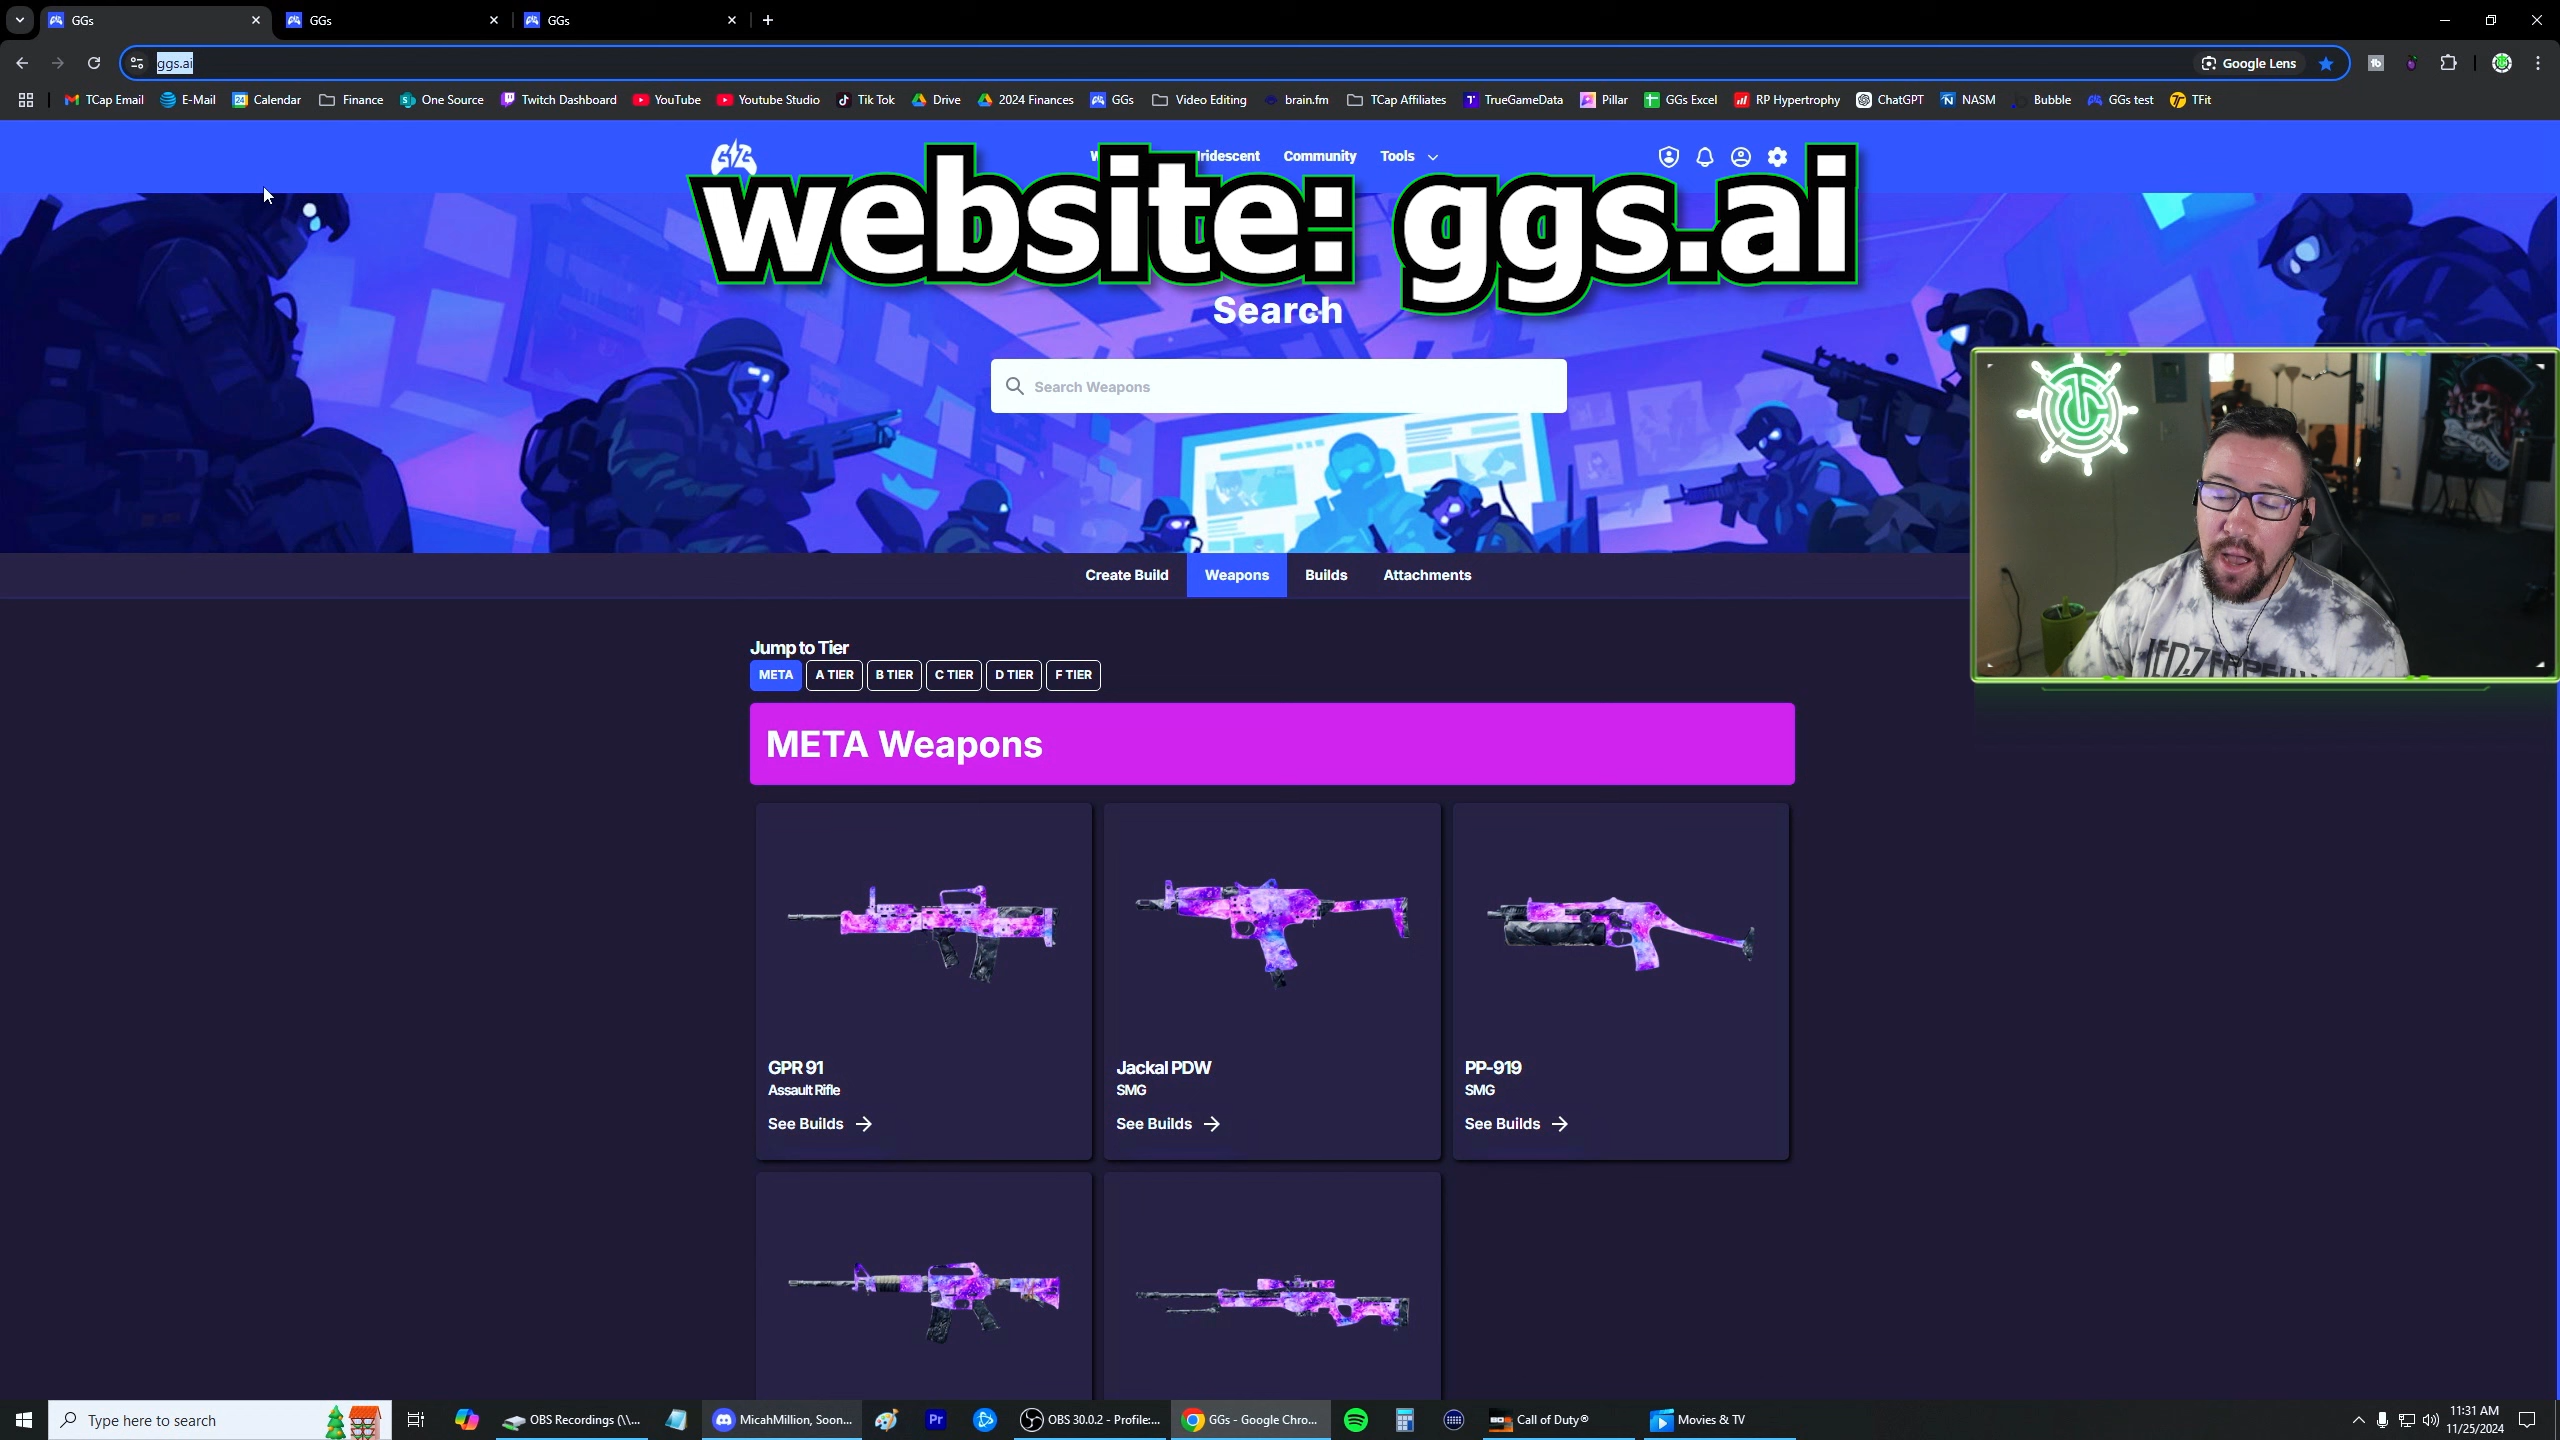 GGs
GGs
GGs
ggs.ai
Google Lens
TCap Email
E-Mail
Calendar
Finance
One Source
Twitch Dashboard
YouTube
Youtube Studio
Tik Tok
Drive
2024 Finances
GGs
Video Editing
brain.fm
TCap Affiliates
TrueGameData
Pillar
GGs Excel
RP Hypertrophy
ChatGPT
NASM
Bubble
GGs test
TFit
Iridescent
Community
Tools
website: ggs.ai
Search
Search Weapons
Create Build
Weapons
Builds
Attachments
Jump to Tier
META
A TIER
B TIER
C TIER
D TIER
F TIER
META Weapons
GPR 91
Assault Rifle
See Builds
Jackal PDW
SMG
See Builds
PP-919
SMG
See Builds
Type here to search
OBS Recordings (\\...
MicahMillion, Soon...
Pr
OBS 30.0.2 - Profile:...
GGs - Google Chro...
Call of Duty®
Movies & TV
11:31 AM
11/25/2024